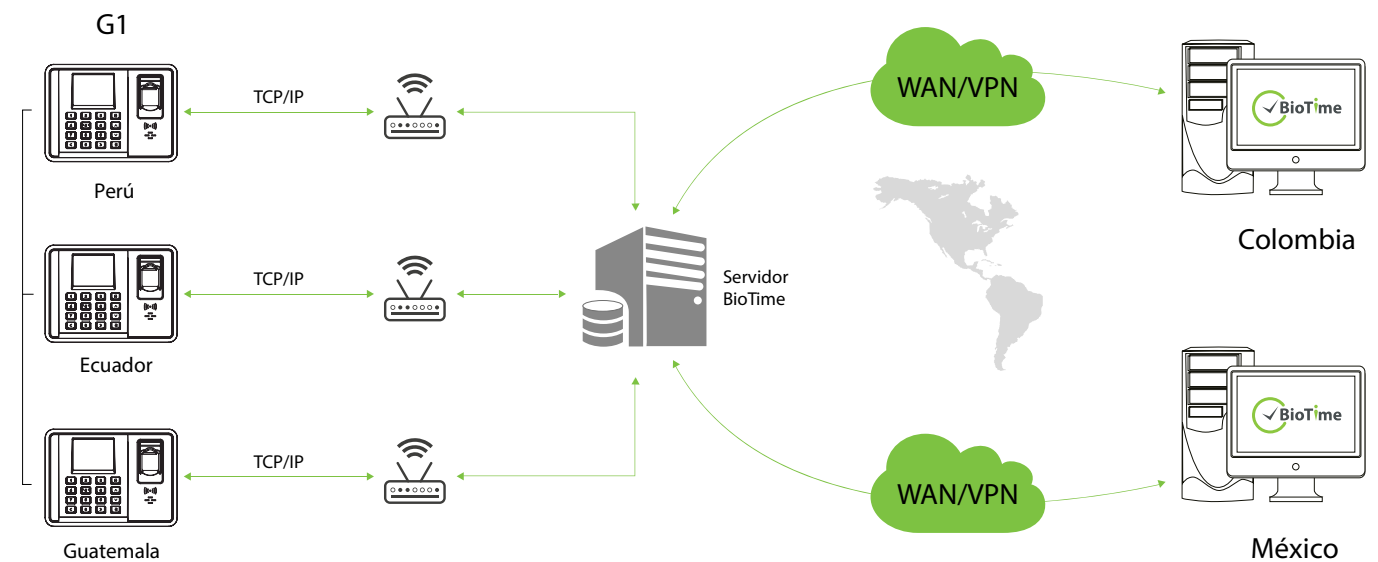 G1
TCP/IP
Perú
TCP/IP
Ecuador
TCP/IP
Guatemala
Servidor
BioTime
WAN/VPN
WAN/VPN
BioTime
Colombia
BioTime
México